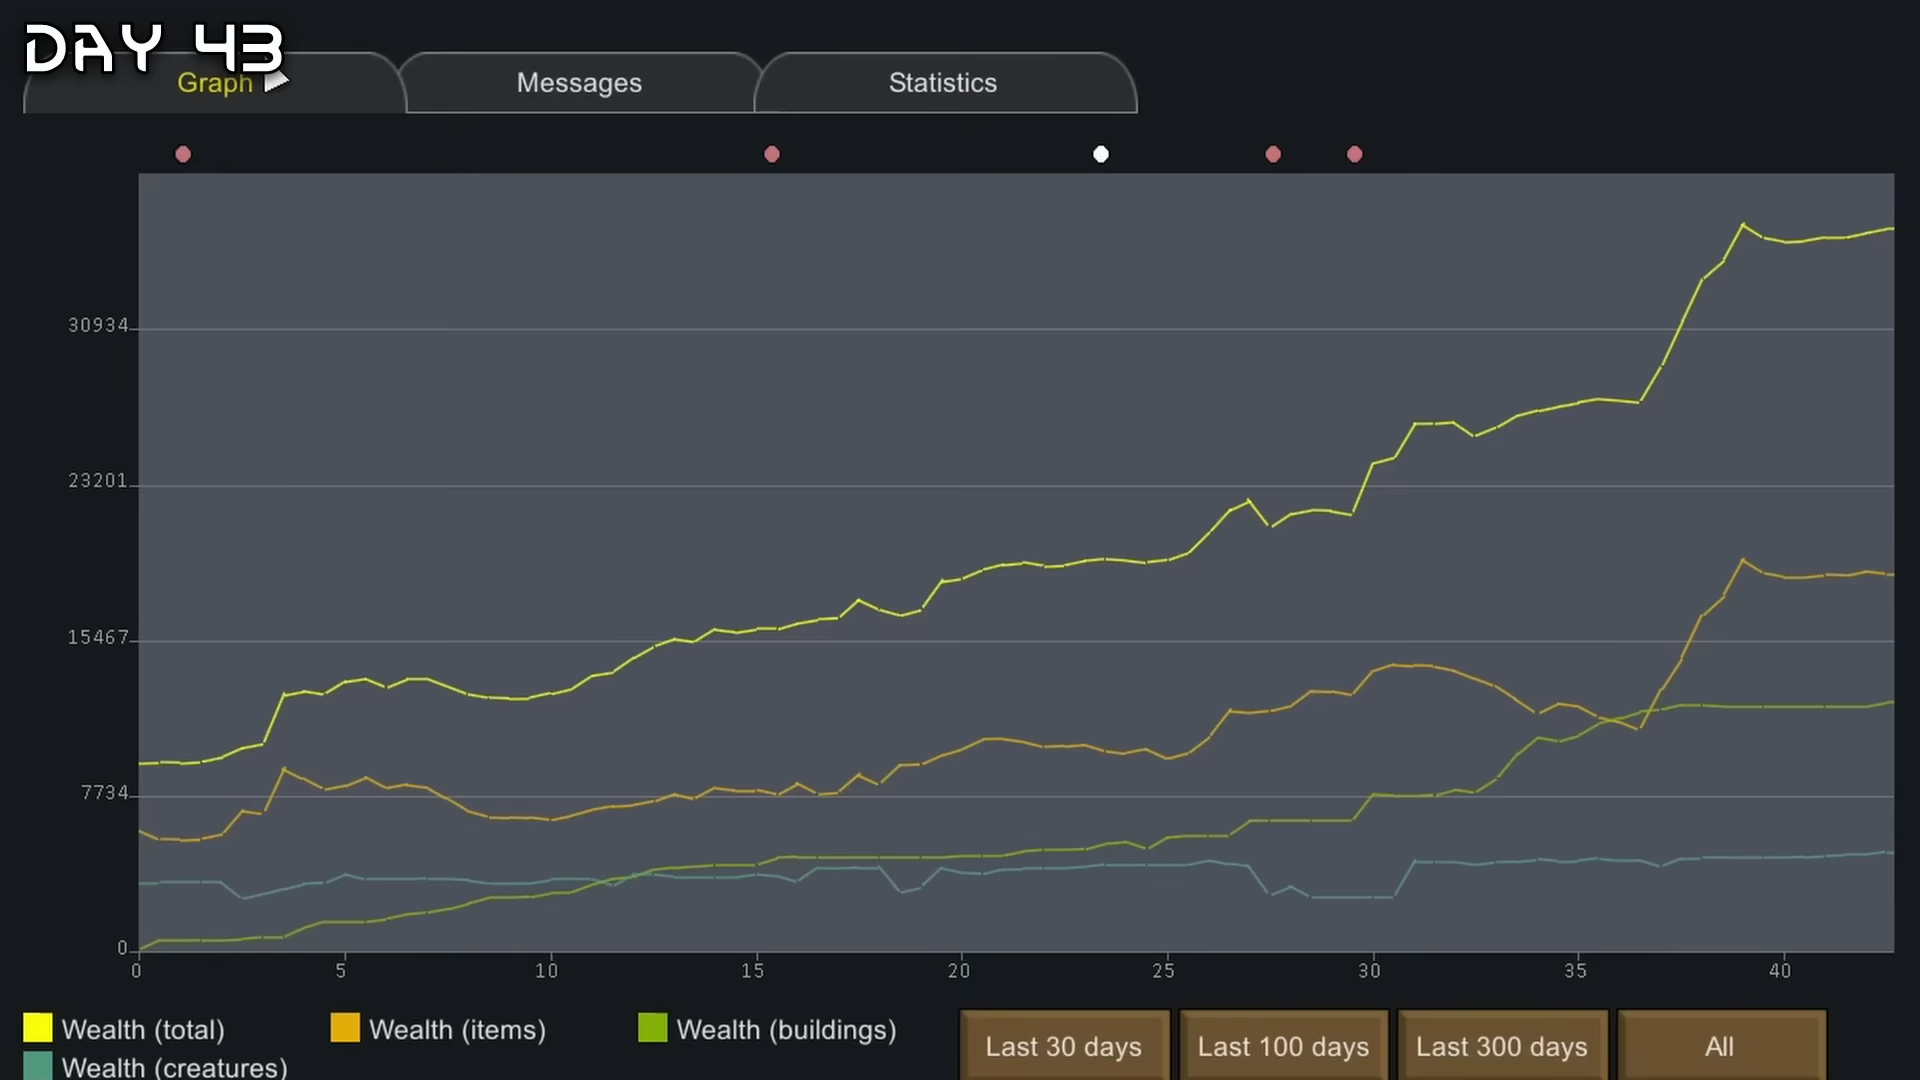 DAY 43
Graph Messages Statistics
30934
23201
15467
7734
0
0 5 10 15 20 25 30 35 40
Wealth (total) Wealth (items) Wealth (buildings)
Wealth (creatures)
Last 30 days Last 100 days Last 300 days All